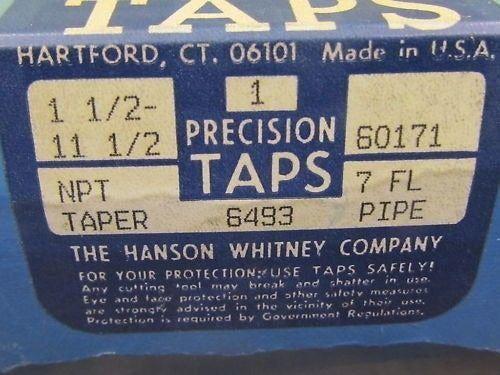 TAPS
HARTFORD, CT. 06101 Made in U.S.A.
1 1/2-
11 1/2
1
PRECISION
TAPS
60171
NPT
TAPER
6493
7 FL
PIPE
THE HANSON WHITNEY COMPANY
FOR YOUR PROTECTION: USE TAPS SAFELY!
Any cutting tool may break and shatter in use.
Eye and face protection and other safety measures
are strongly advised in the vicinity of their use.
Protection is required by Government Regulations.